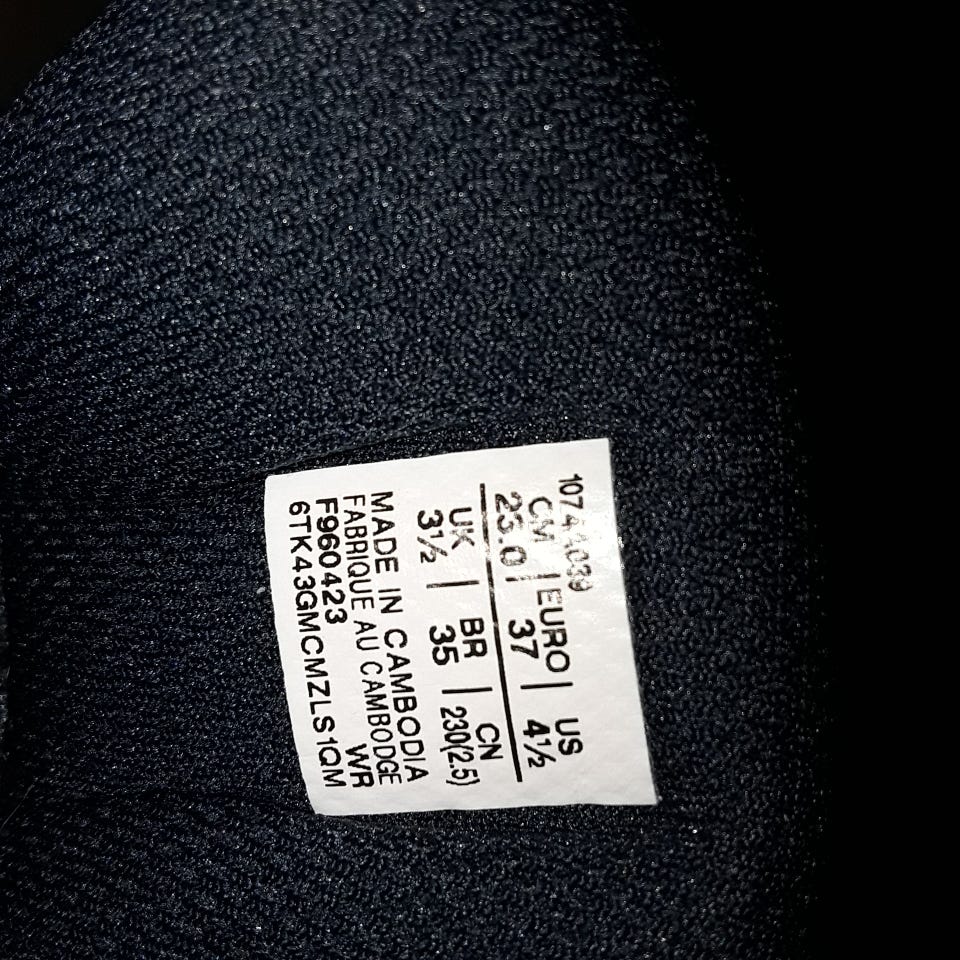 10744039
CM | EURO | US
23.0 | 37 | 4½
UK | BR | CN
3½ | 35 | 230(2.5)
MADE IN CAMBODIA
FABRIQUE AU CAMBODGE
F960423 WR
6TK43GMCMZLS1QM